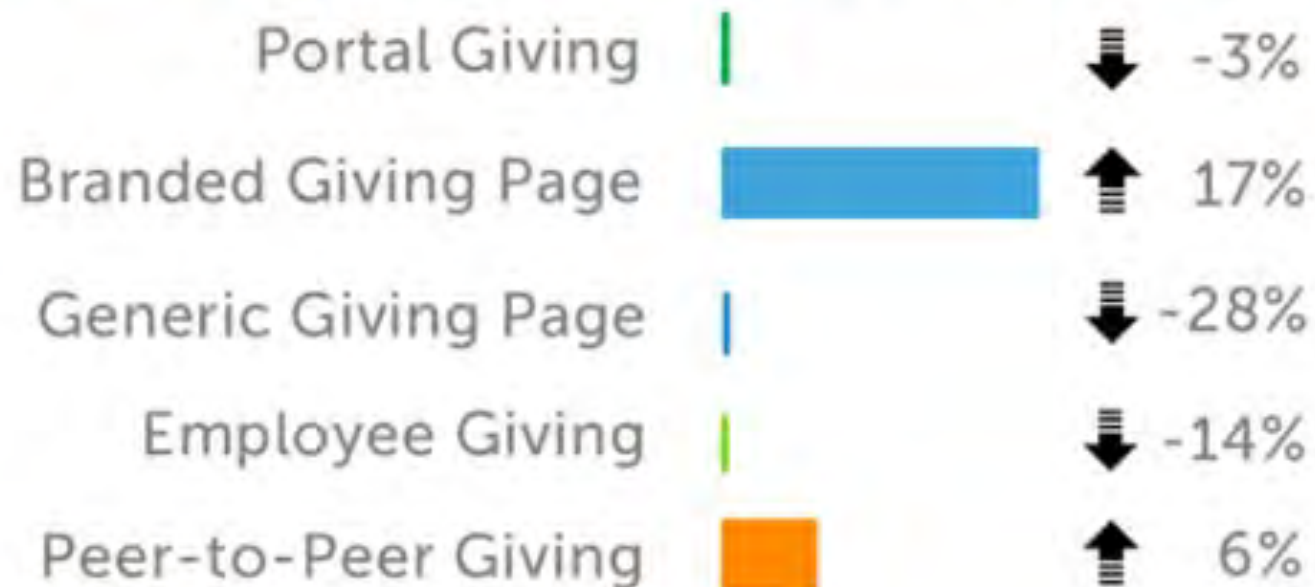 Portal Giving -3%
Branded Giving Page 17%
Generic Giving Page -28%
Employee Giving -14%
Peer-to-Peer Giving 6%